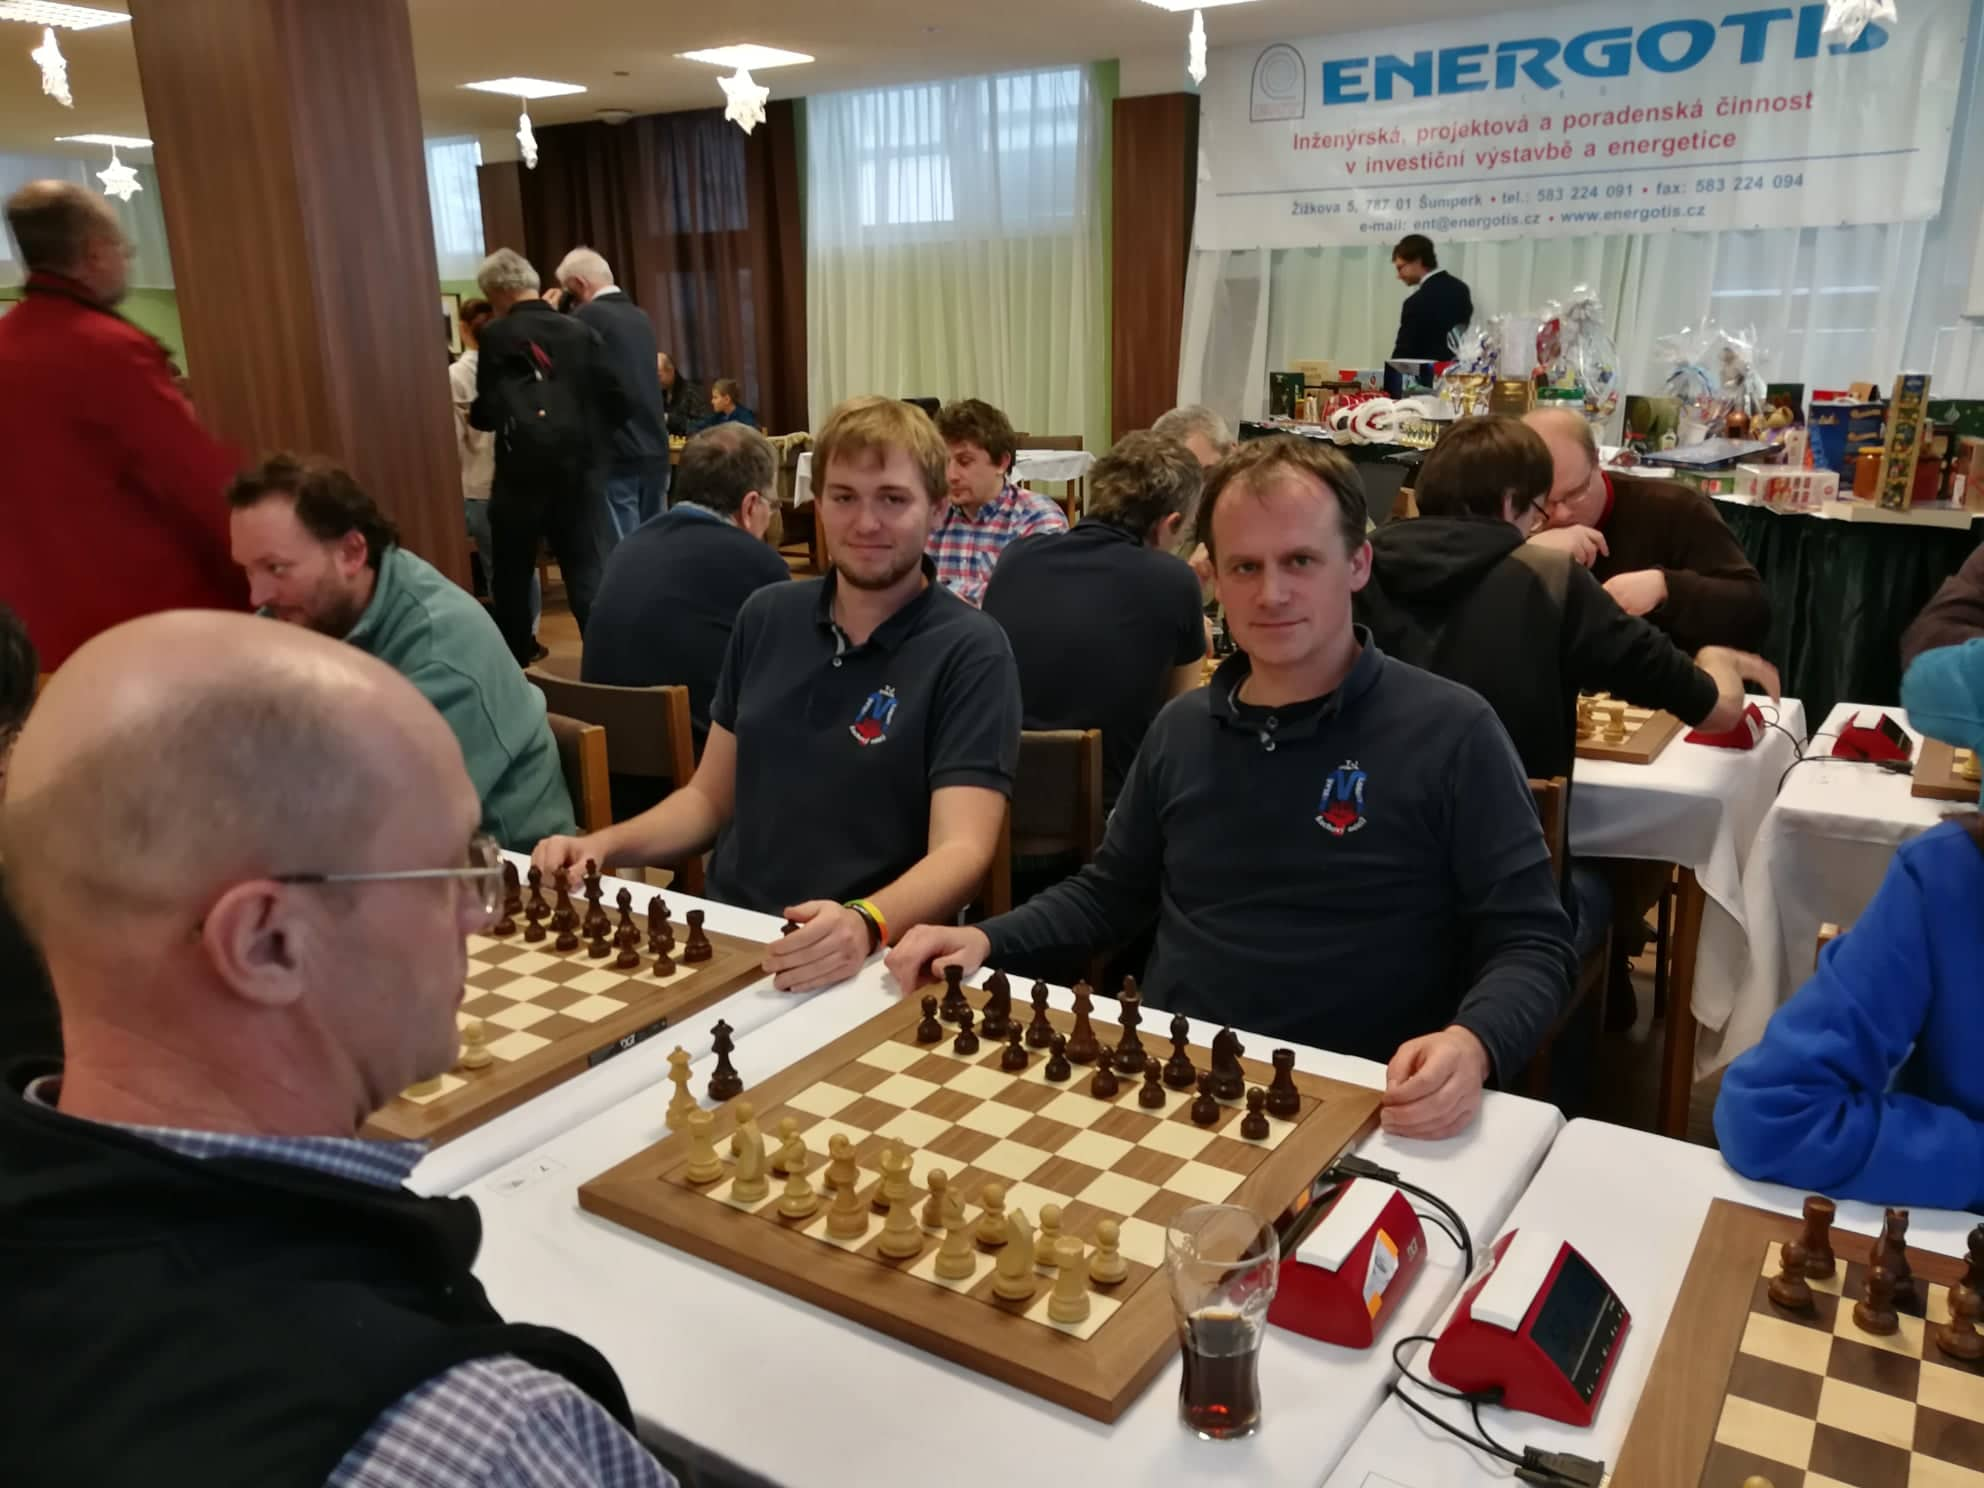 ENERGOTIS
Inženýrská, projektová a poradenská činnost
v investiční výstavbě a energetice
Žižkova 5, 787 01 Šumperk • tel.: 583 224 091 • fax: 583 224 094
e-mail: ent@energotis.cz • www.energotis.cz